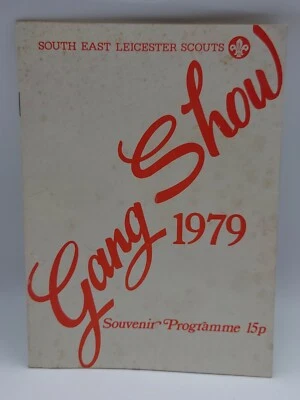 SOUTH EAST LEICESTER SCOUTS
Gang Show
1979
Souvenir Programme 15p